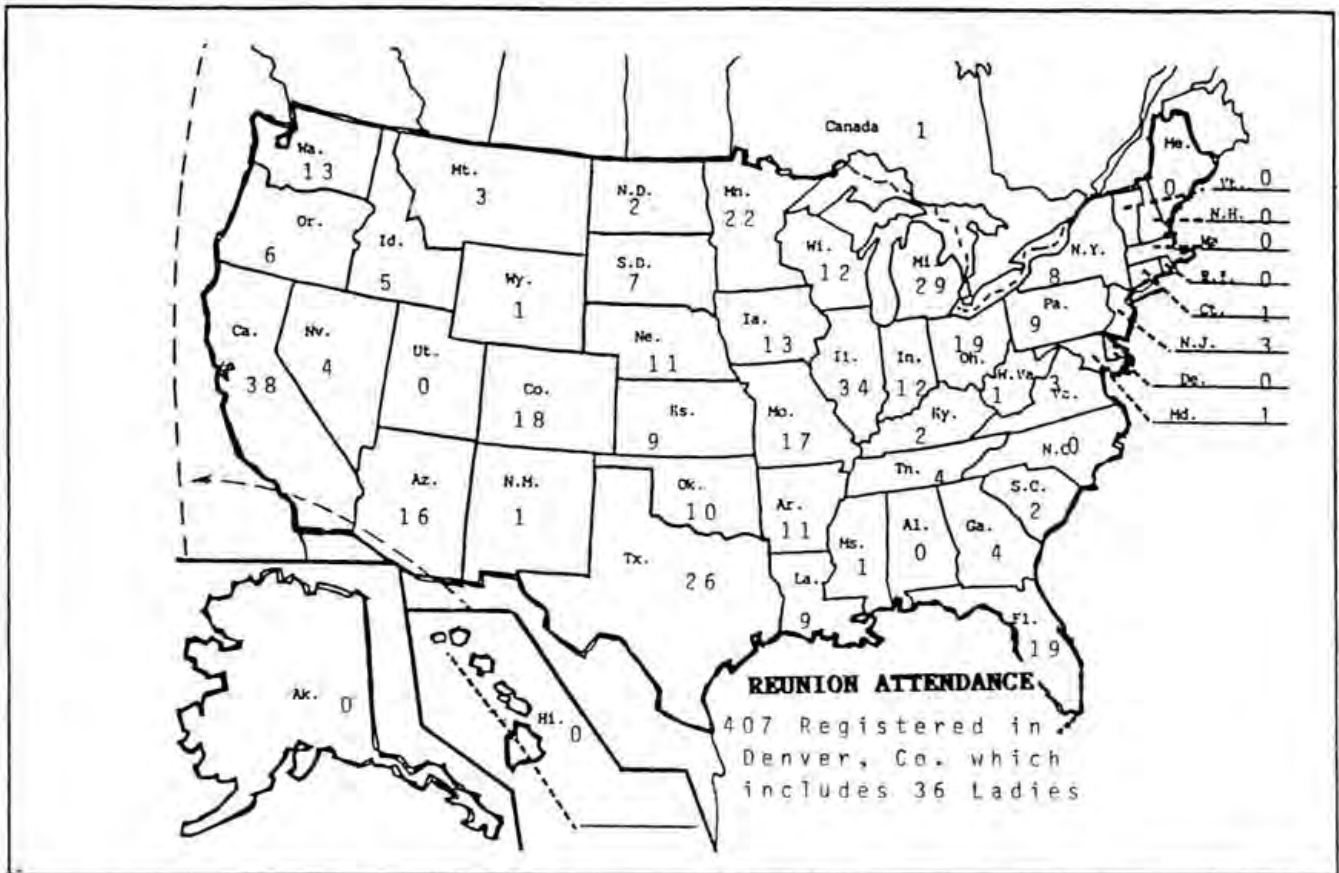 Canada 1
Wa.
13
Or.
6
Id.
5
Mt.
3
Wy.
1
N.D.
2
S.D.
7
Mn.
22
Wi.
12
Mi.
29
N.Y.
8
Me.
0
Vt. 0
N.H. 0
Ma 0
R.I. 0
Ct. 1
N.J. 3
De. 0
Md. 1
Pa.
9
Ca.
38
Nv.
4
Ut.
0
Co.
18
Ne.
11
Ks.
9
Ia.
13
Il.
34
In.
12
19
Oh.
W.Va
1
3
Va.
Ky.
2
Mo.
17
Az.
16
N.M.
1
Ok.
10
Ar.
11
Tn. 4
N.C 0
S.C.
2
Ms.
1
Al.
0
Ga.
4
Tx.
26
La.
9
Fl.
19
Ak. 0
Hi. 0
REUNION ATTENDANCE
407 Registered in
Denver, Co. which
includes 36 Ladies